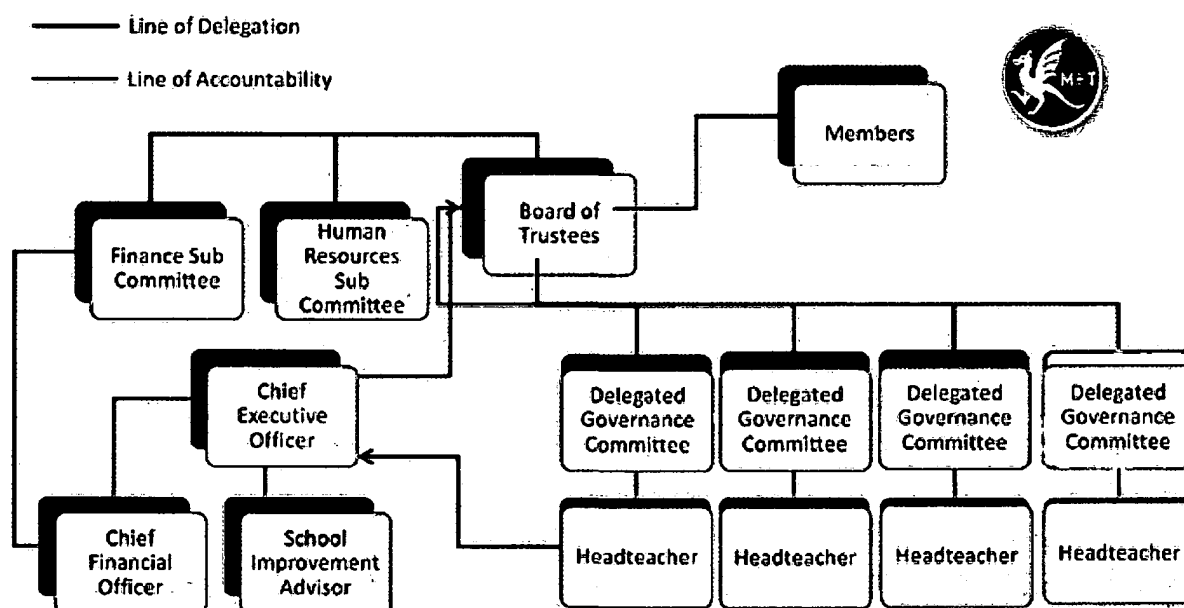 Line of Delegation
Line of Accountability
MET
Members
Board of
Trustees
Finance Sub
Committee
Human
Resources
Sub
Committee
Chief
Executive
Officer
Delegated
Governance
Committee
Delegated
Governance
Committee
Delegated
Governance
Committee
Delegated
Governance
Committee
Chief
Financial
Officer
School
Improvement
Advisor
Headteacher
Headteacher
Headteacher
Headteacher